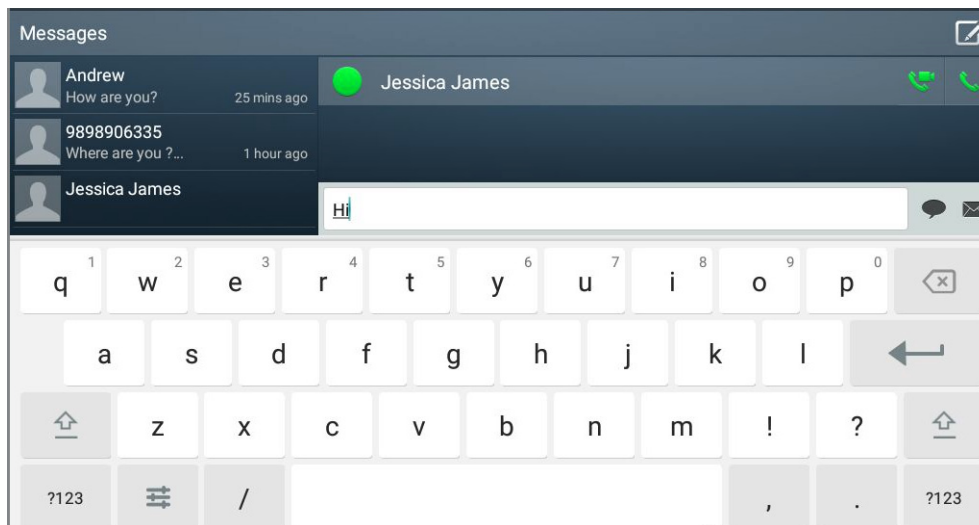 Messages
Andrew
How are you?
25 mins ago
9898906335
Where are you ?...
1 hour ago
Jessica James
Jessica James
Hi
q 1 w 2 e 3 r 4 t 5 y 6 u 7 i 8 o 9 p 0
a s d f g h j k l
z x c v b n m ! ?
?123 / , . ?123